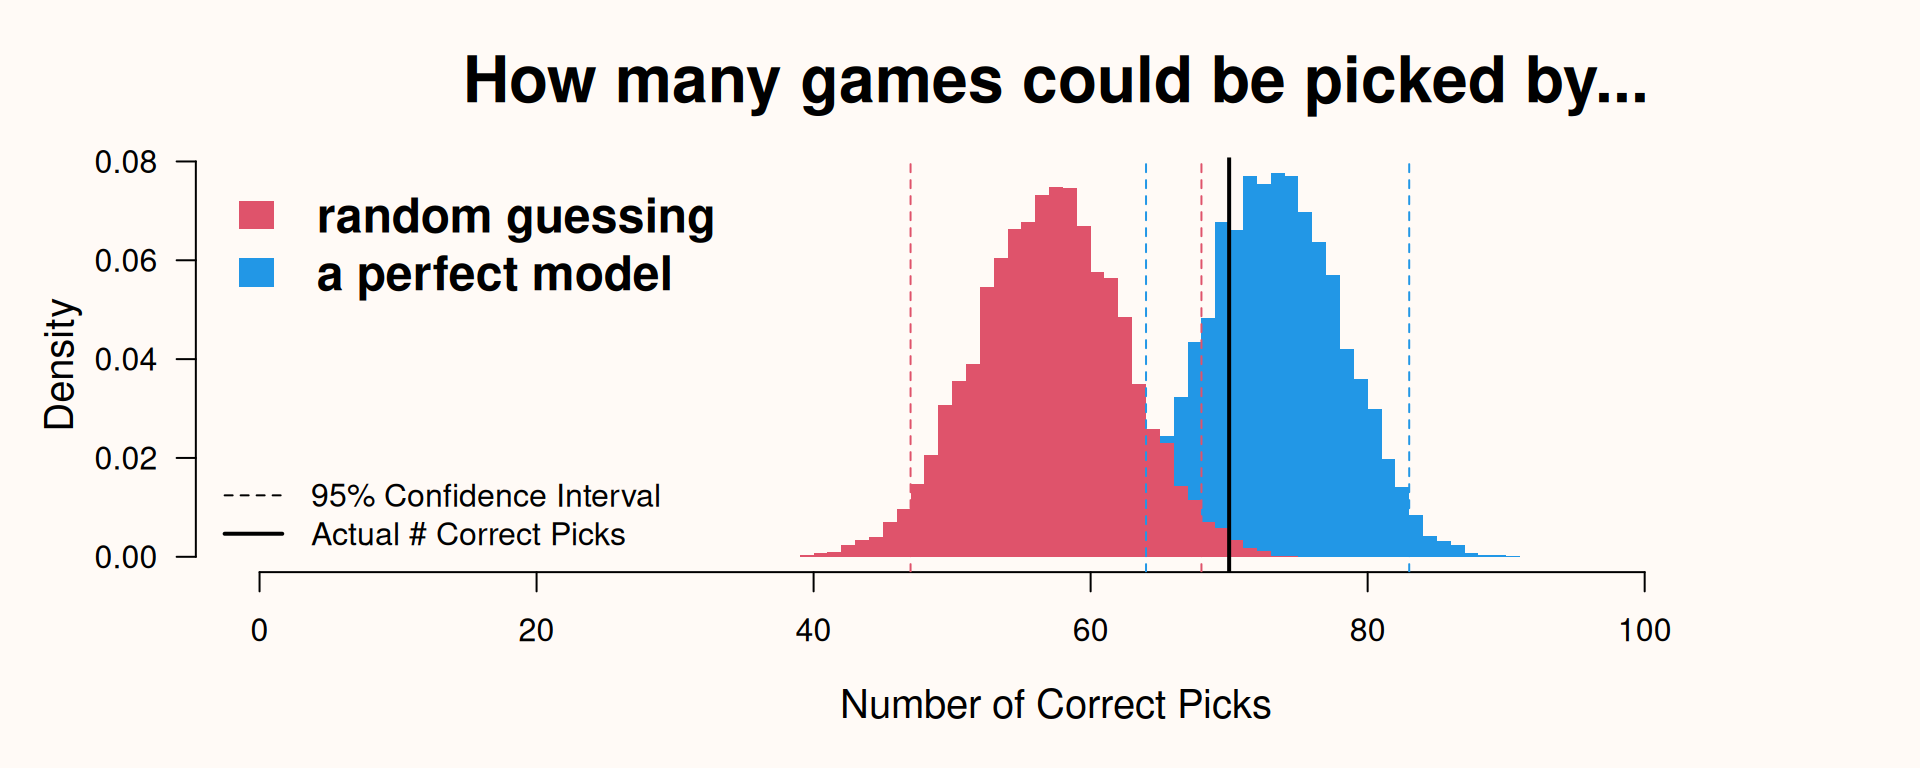 How many games could be picked by...
random guessing
a perfect model
95% Confidence Interval
Actual # Correct Picks
Density
0.08
0.06
0.04
0.02
0.00
0 20 40 60 80 100
Number of Correct Picks